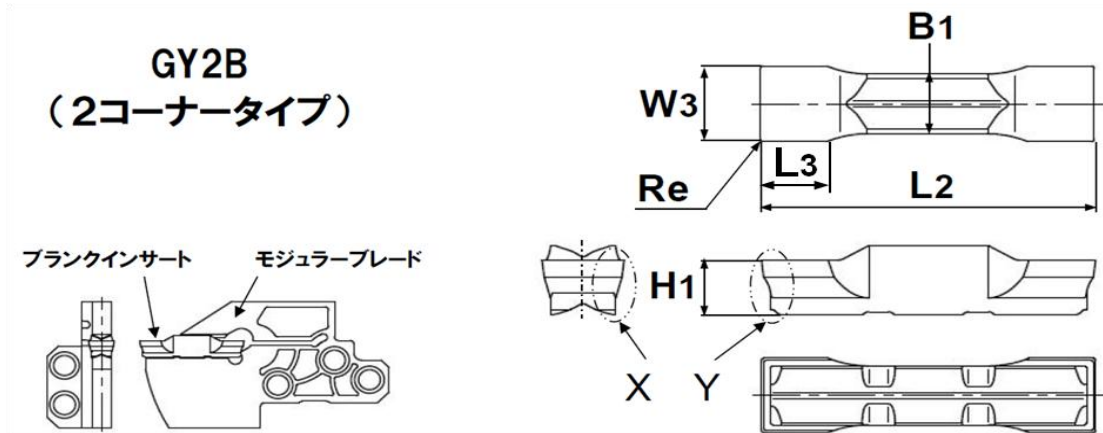 GY2B
(2コーナータイプ)
ブランクインサート
モジュラーブレード
B1
W3
L3
Re
L2
H1
X
Y